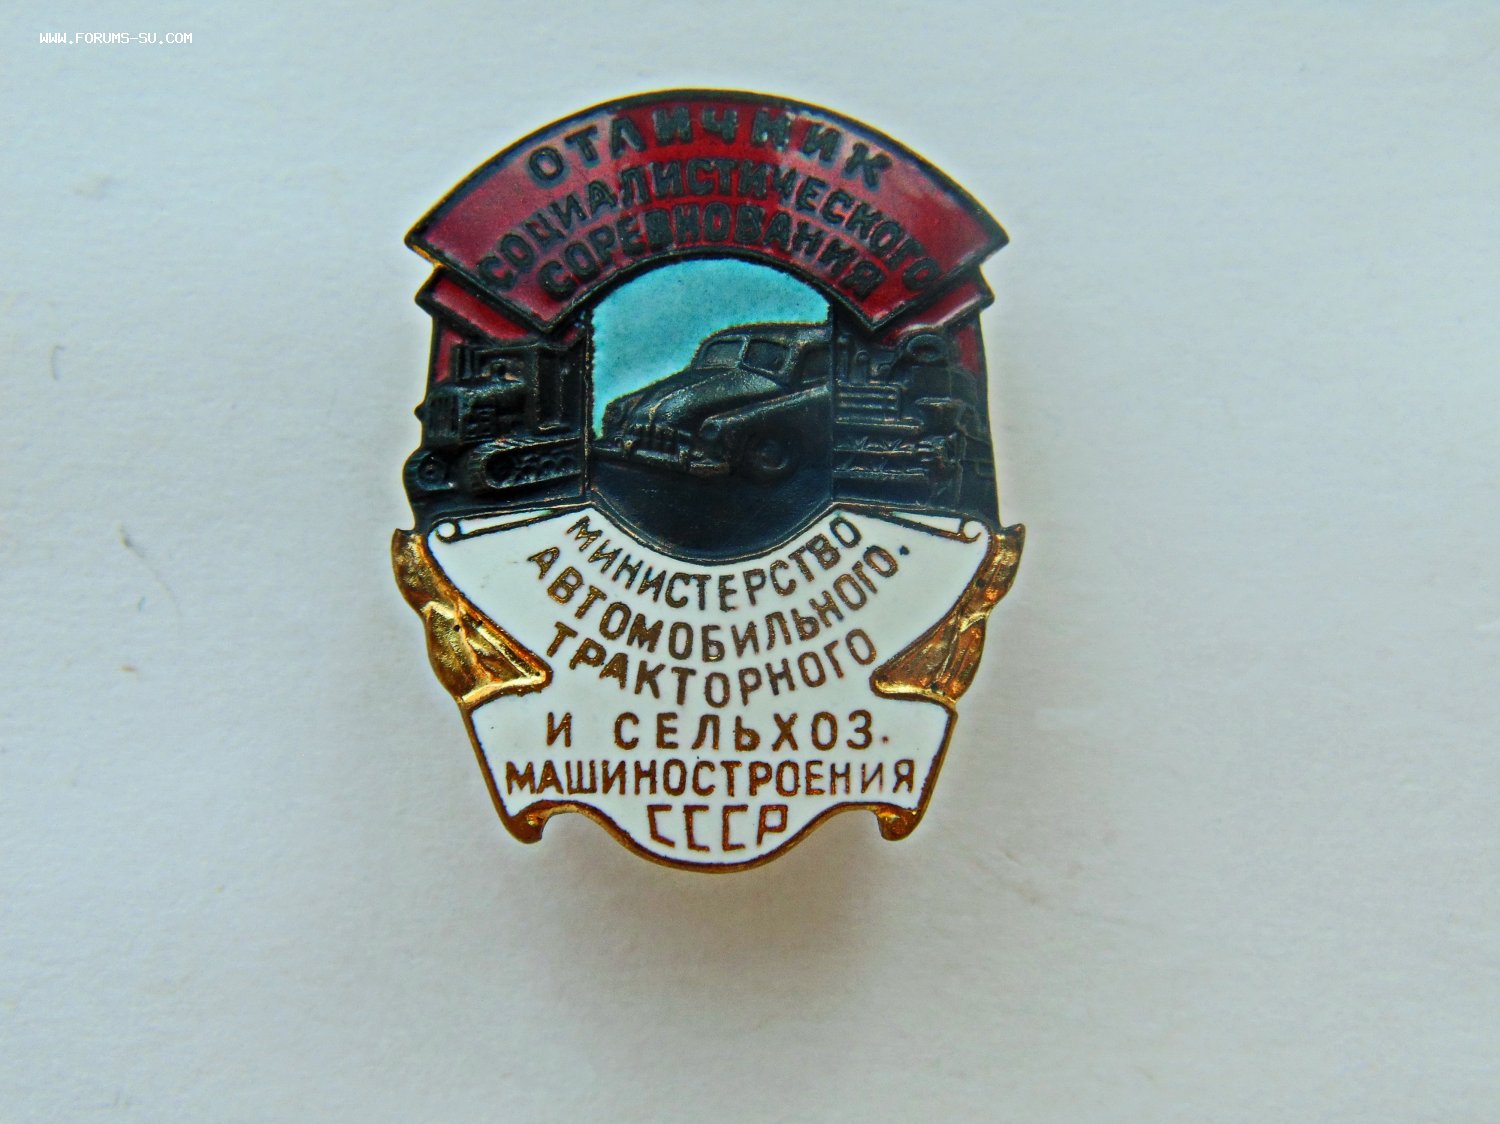 WWW.FORUMS-SU.COM
ОТЛИЧНИК
СОЦИАЛИСТИЧЕСКОГО
СОРЕВНОВАНИЯ
МИНИСТЕРСТВО
АВТОМОБИЛЬНОГО.
ТРАКТОРНОГО
И СЕЛЬХОЗ.
МАШИНОСТРОЕНИЯ
СССР